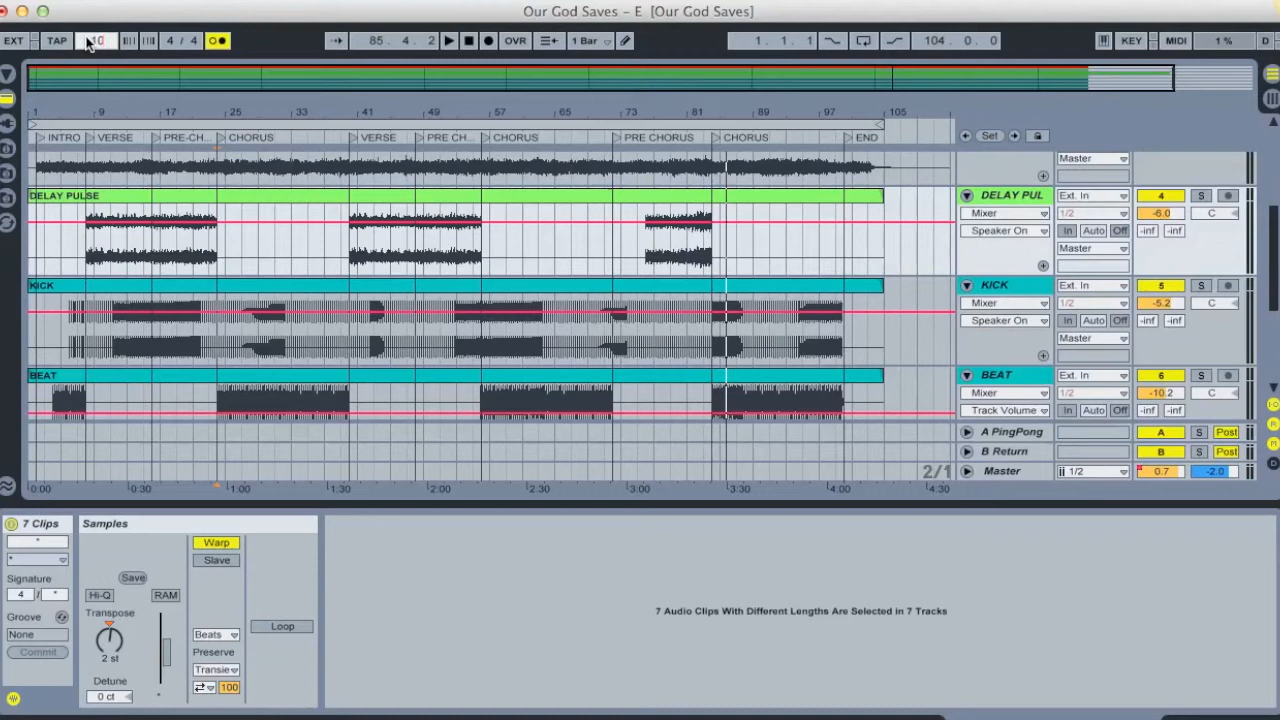 Our God Saves - E [Our God Saves]
EXT TAP 4 / 4 85. 4. 2 OVR 1 Bar 1. 1. 1 104. 0. 0 KEY MIDI 1 % D
1 9 17 25 33 41 49 57 65 73 81 89 97 105
INTRO VERSE PRE-CH... CHORUS VERSE PRE CH... CHORUS PRE CHORUS CHORUS END Set
Master
DELAY PULSE DELAY PUL Ext. In 4 S
Mixer 1/2 -6.0 C
Speaker On In Auto Off -inf -inf
Master
KICK KICK Ext. In 5 S
Mixer 1/2 -5.2 C
Speaker On In Auto Off -inf -inf
Master
BEAT BEAT Ext. In 6 S
Mixer 1/2 -10.2 C
Track Volume In Auto Off -inf -inf
A PingPong A S Post
B Return B S Post
2/1 Master 1/2 0.7 -2.0
0:00 0:30 1:00 1:30 2:00 2:30 3:00 3:30 4:00 4:30
7 Clips Samples
*
*
Signature
4 / *
Groove
None
Commit
Save
Hi-Q RAM
Transpose
2 st
Detune
0 ct
Warp
Slave
Beats
Preserve
Transie
100
Loop
7 Audio Clips With Different Lengths Are Selected in 7 Tracks